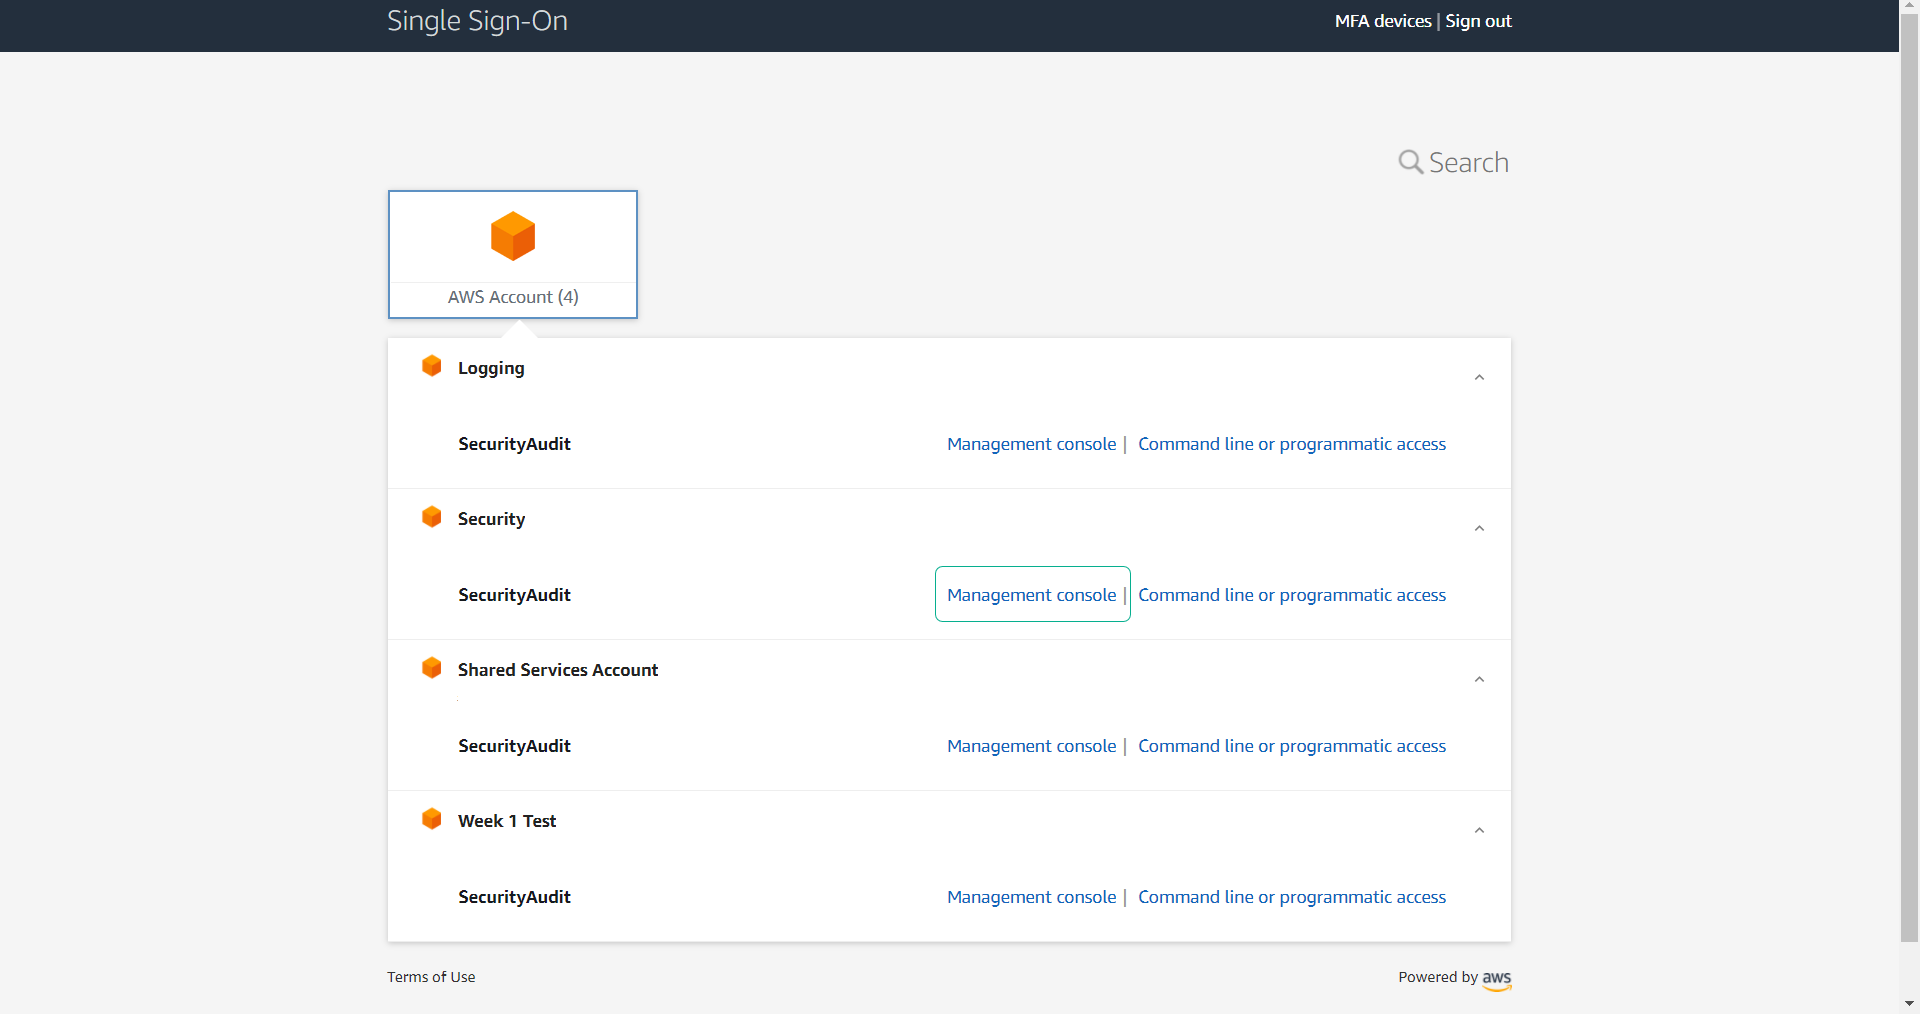 Single Sign-On
MFA devices | Sign out
Search
AWS Account (4)
Logging
SecurityAudit
Management console | Command line or programmatic access
Security
SecurityAudit
Management console | Command line or programmatic access
Shared Services Account
SecurityAudit
Management console | Command line or programmatic access
Week 1 Test
SecurityAudit
Management console | Command line or programmatic access
Terms of Use
Powered by aws